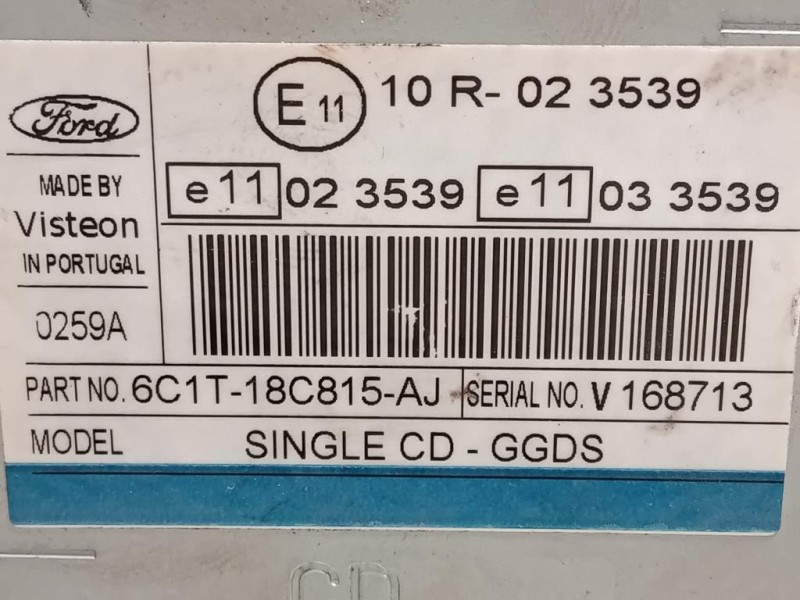 Ford
E 11 10 R- 02 3539
e 11 02 3539 e 11 03 3539
MADE BY
Visteon
IN PORTUGAL
0259A
PART NO. 6C1T-18C815-AJ SERIAL NO. V 168713
MODEL SINGLE CD - GGDS
CD